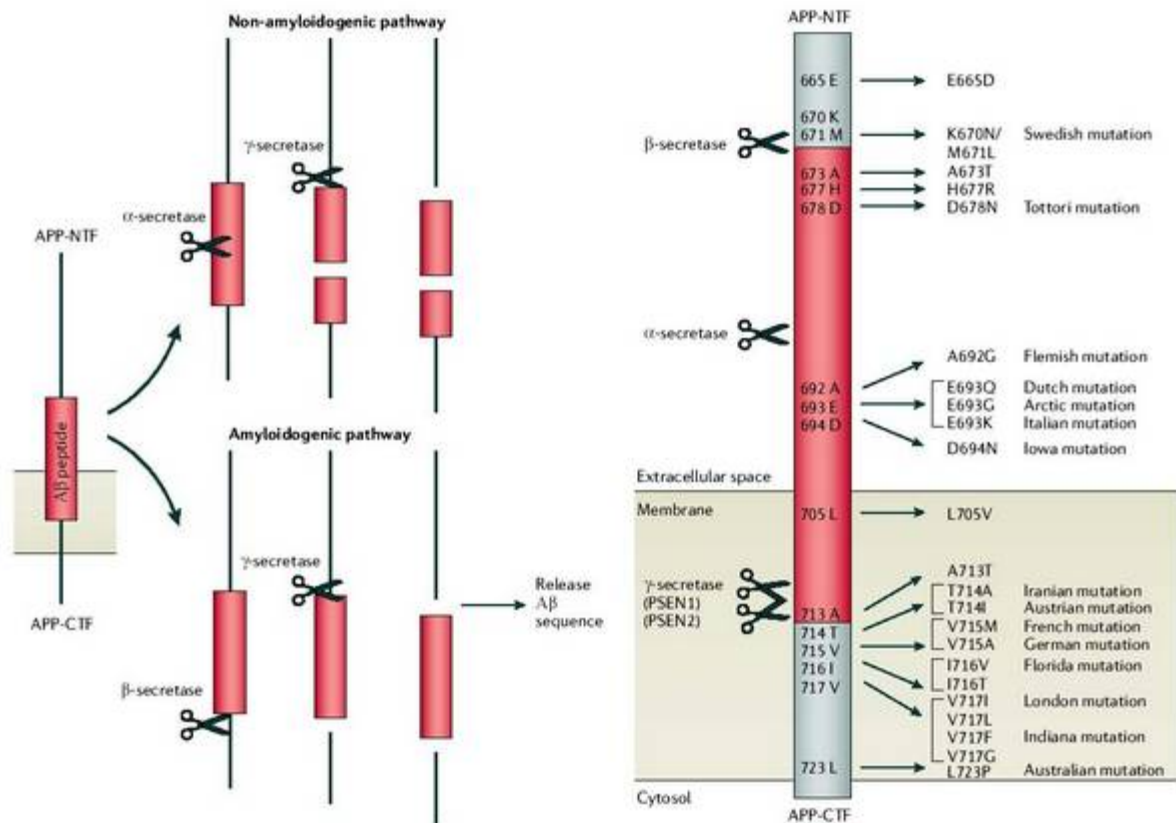 Non-amyloidogenic pathway
γ-secretase
α-secretase
APP-NTF
Aβ peptide
APP-CTF
Amyloidogenic pathway
γ-secretase
β-secretase
Release
Aβ
sequence
APP-NTF
665 E
E665D
670 K
671 M
β-secretase
K670N/ Swedish mutation
M671L
673 A
A673T
677 H
H677R
678 D
D678N Tottori mutation
α-secretase
A692G Flemish mutation
692 A
E693Q Dutch mutation
693 E
E693G Arctic mutation
694 D
E693K Italian mutation
D694N Iowa mutation
Extracellular space
Membrane
705 L
L705V
γ-secretase
(PSEN1)
(PSEN2)
A713T
713 A
T714A Iranian mutation
T714I Austrian mutation
714 T
V715M French mutation
715 V
V715A German mutation
716 I
I716V Florida mutation
I716T
717 V
V717I London mutation
V717L
V717F Indiana mutation
V717G
723 L
L723P Australian mutation
Cytosol
APP-CTF